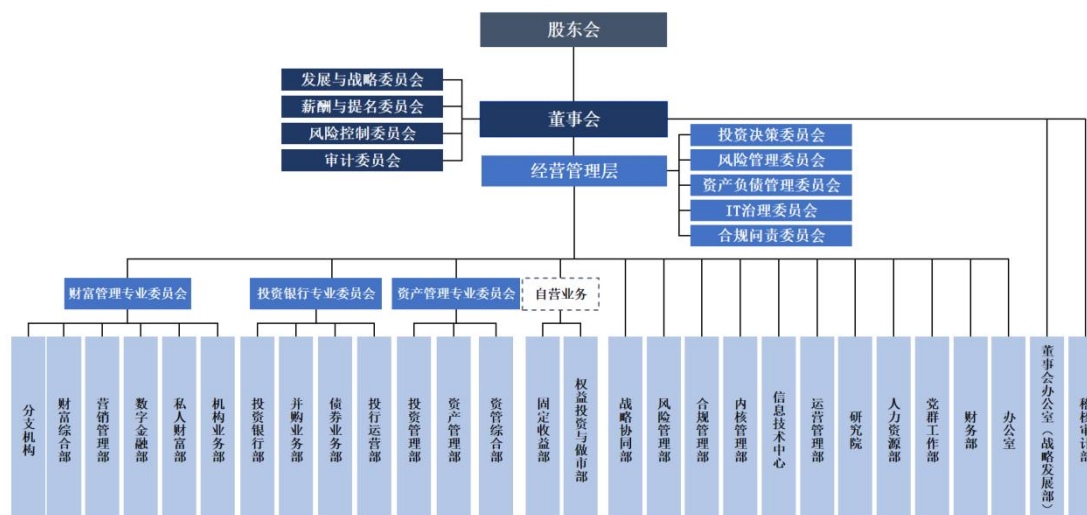 股东会
发展与战略委员会
薪酬与提名委员会
风险控制委员会
审计委员会
董事会
经营管理层
投资决策委员会
风险管理委员会
资产负债管理委员会
IT治理委员会
合规问责委员会
财富管理专业委员会
投资银行专业委员会
资产管理专业委员会
自营业务
分支机构
财富综合部
营销管理部
数字金融部
私人财富部
机构业务部
投资银行部
并购业务部
债券业务部
投行运营部
投资管理部
资产管理部
资管综合部
固定收益部
权益投资与做市部
战略协同部
风险管理部
合规管理部
内核管理部
信息技术中心
运营管理部
研究院
人力资源部
党群工作部
财务部
办公室
董事会办公室（战略发展部）
稽核审计部